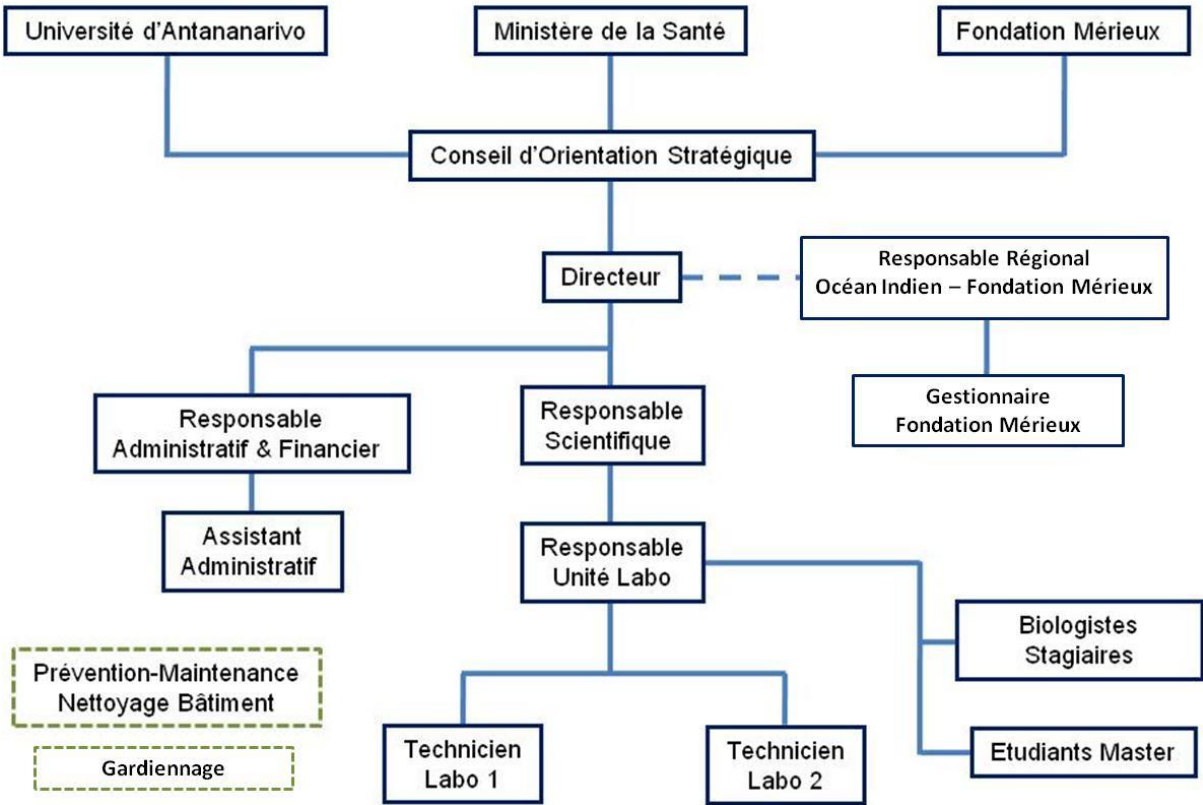 Université d'Antananarivo
Ministère de la Santé
Fondation Mérieux
Conseil d'Orientation Stratégique
Directeur
Responsable Régional
Océan Indien – Fondation Mérieux
Gestionnaire
Fondation Mérieux
Responsable
Administratif & Financier
Responsable
Scientifique
Assistant
Administratif
Responsable
Unité Labo
Biologistes
Stagiaires
Prévention-Maintenance
Nettoyage Bâtiment
Technicien
Labo 1
Technicien
Labo 2
Etudiants Master
Gardiennage